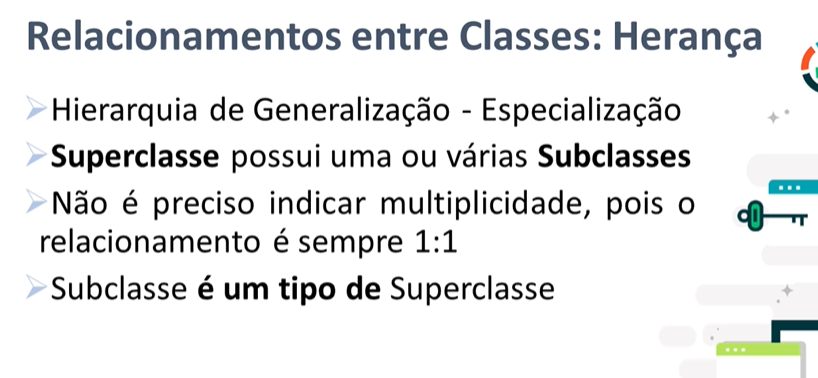 Relacionamentos entre Classes: Herança
Hierarquia de Generalização - Especialização
Superclasse possui uma ou várias Subclasses
Não é preciso indicar multiplicidade, pois o
relacionamento é sempre 1:1
Subclasse é um tipo de Superclasse